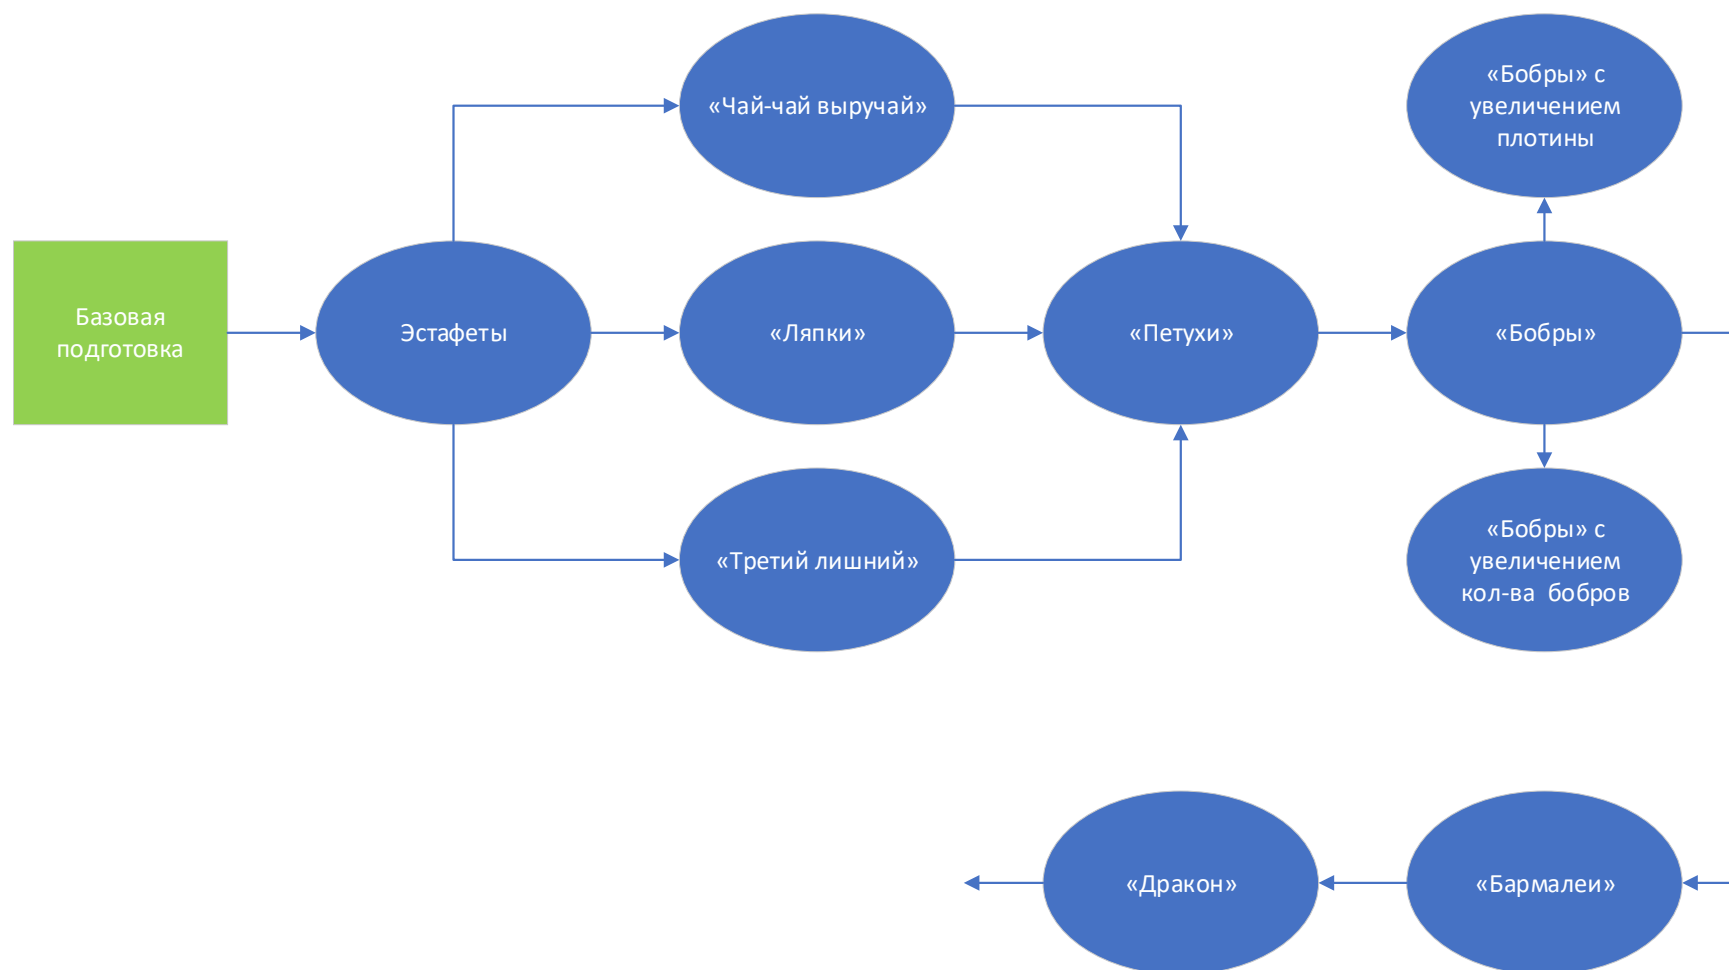 «Чай-чай выручай»
«Бобры» с
увеличением
плотины
Базовая
подготовка
Эстафеты
«Ляпки»
«Петухи»
«Бобры»
«Третий лишний»
«Бобры» с
увеличением
кол-ва  бобров
«Дракон»
«Бармалеи»